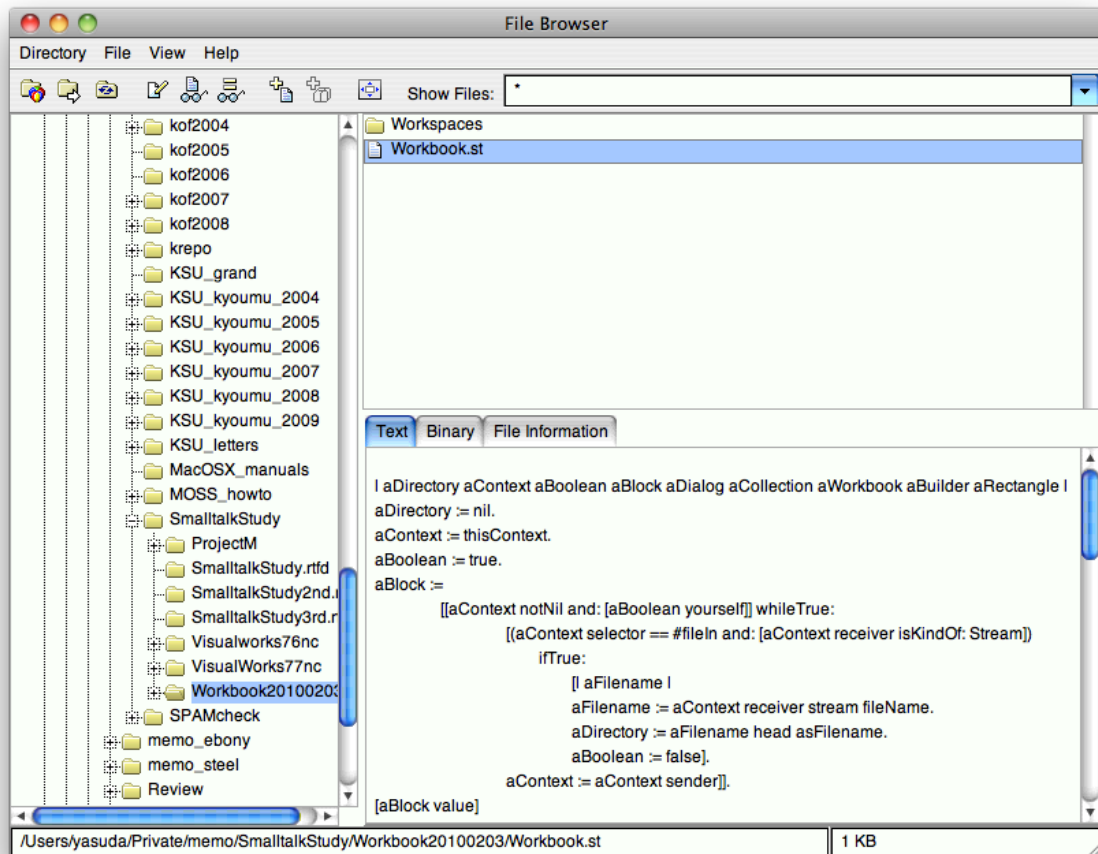 File Browser
Directory File View Help
Show Files: *
kof2004
kof2005
kof2006
kof2007
kof2008
krepo
KSU_grand
KSU_kyoumu_2004
KSU_kyoumu_2005
KSU_kyoumu_2006
KSU_kyoumu_2007
KSU_kyoumu_2008
KSU_kyoumu_2009
KSU_letters
MacOSX_manuals
MOSS_howto
SmalltalkStudy
ProjectM
SmalltalkStudy.rtfd
SmalltalkStudy2nd.r
SmalltalkStudy3rd.r
Visualworks76nc
VisualWorks77nc
Workbook20100203
SPAMcheck
memo_ebony
memo_steel
Review
Workspaces
Workbook.st
Text Binary File Information
| aDirectory aContext aBoolean aBlock aDialog aCollection aWorkbook aBuilder aRectangle |
aDirectory := nil.
aContext := thisContext.
aBoolean := true.
aBlock :=
[[aContext notNil and: [aBoolean yourself]] whileTrue:
[(aContext selector == #fileIn and: [aContext receiver isKindOf: Stream])
ifTrue:
[| aFilename |
aFilename := aContext receiver stream fileName.
aDirectory := aFilename head asFilename.
aBoolean := false].
aContext := aContext sender]].
[aBlock value]
/Users/yasuda/Private/memo/SmalltalkStudy/Workbook20100203/Workbook.st
1 KB